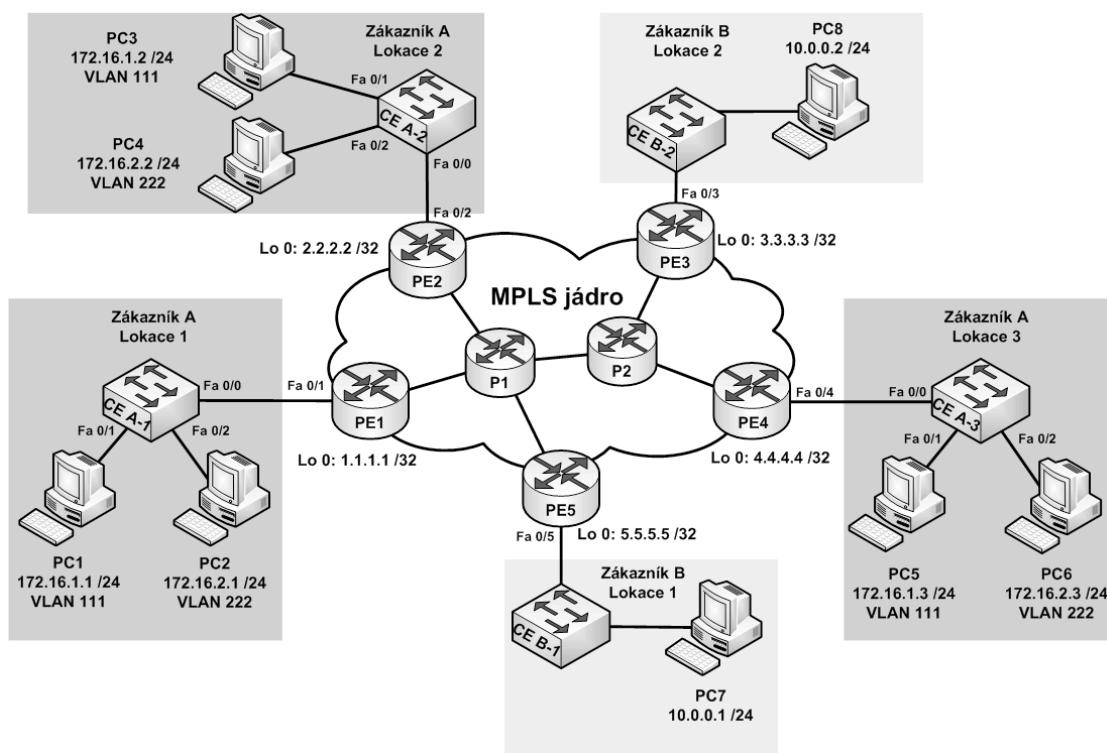 PC3
172.16.1.2 /24
VLAN 111
Zákazník A
Lokace 2
Fa 0/1
CE A-2
PC4
172.16.2.2 /24
VLAN 222
Fa 0/2
Fa 0/0
Fa 0/2
Zákazník B
Lokace 2
PC8
10.0.0.2 /24
CE B-2
Fa 0/3
Lo 0: 2.2.2.2 /32
PE2
Lo 0: 3.3.3.3 /32
PE3
MPLS jádro
P1
P2
Zákazník A
Lokace 1
Fa 0/0
CE A-1
Fa 0/1
Fa 0/2
PC1
172.16.1.1 /24
VLAN 111
PC2
172.16.2.1 /24
VLAN 222
Fa 0/1
PE1
Lo 0: 1.1.1.1 /32
PE4
Fa 0/4
Lo 0: 4.4.4.4 /32
Zákazník A
Lokace 3
Fa 0/0
CE A-3
Fa 0/1
Fa 0/2
PC5
172.16.1.3 /24
VLAN 111
PC6
172.16.2.3 /24
VLAN 222
PE5
Fa 0/5
Lo 0: 5.5.5.5 /32
Zákazník B
Lokace 1
CE B-1
PC7
10.0.0.1 /24